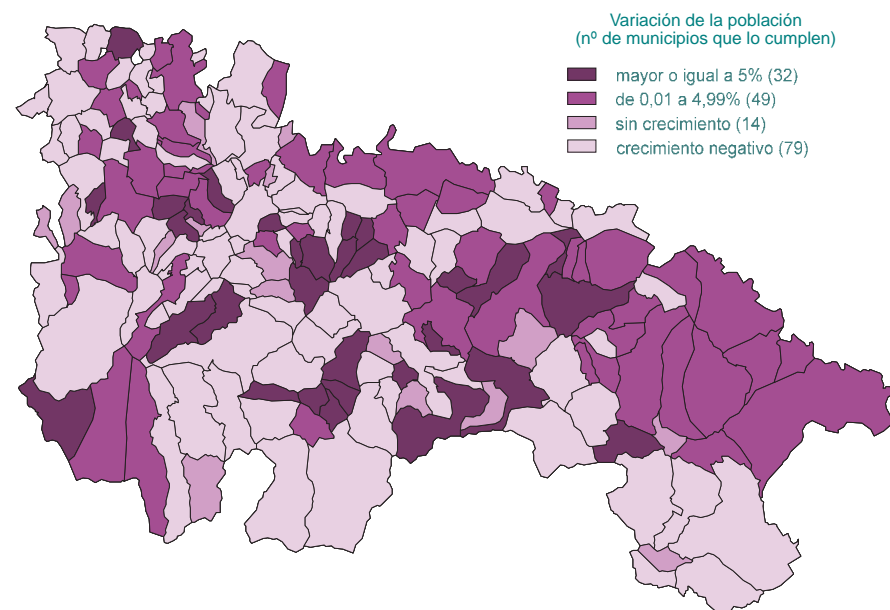 Variación de la población
(nº de municipios que lo cumplen)
mayor o igual a 5% (32)
de 0,01 a 4,99% (49)
sin crecimiento (14)
crecimiento negativo (79)